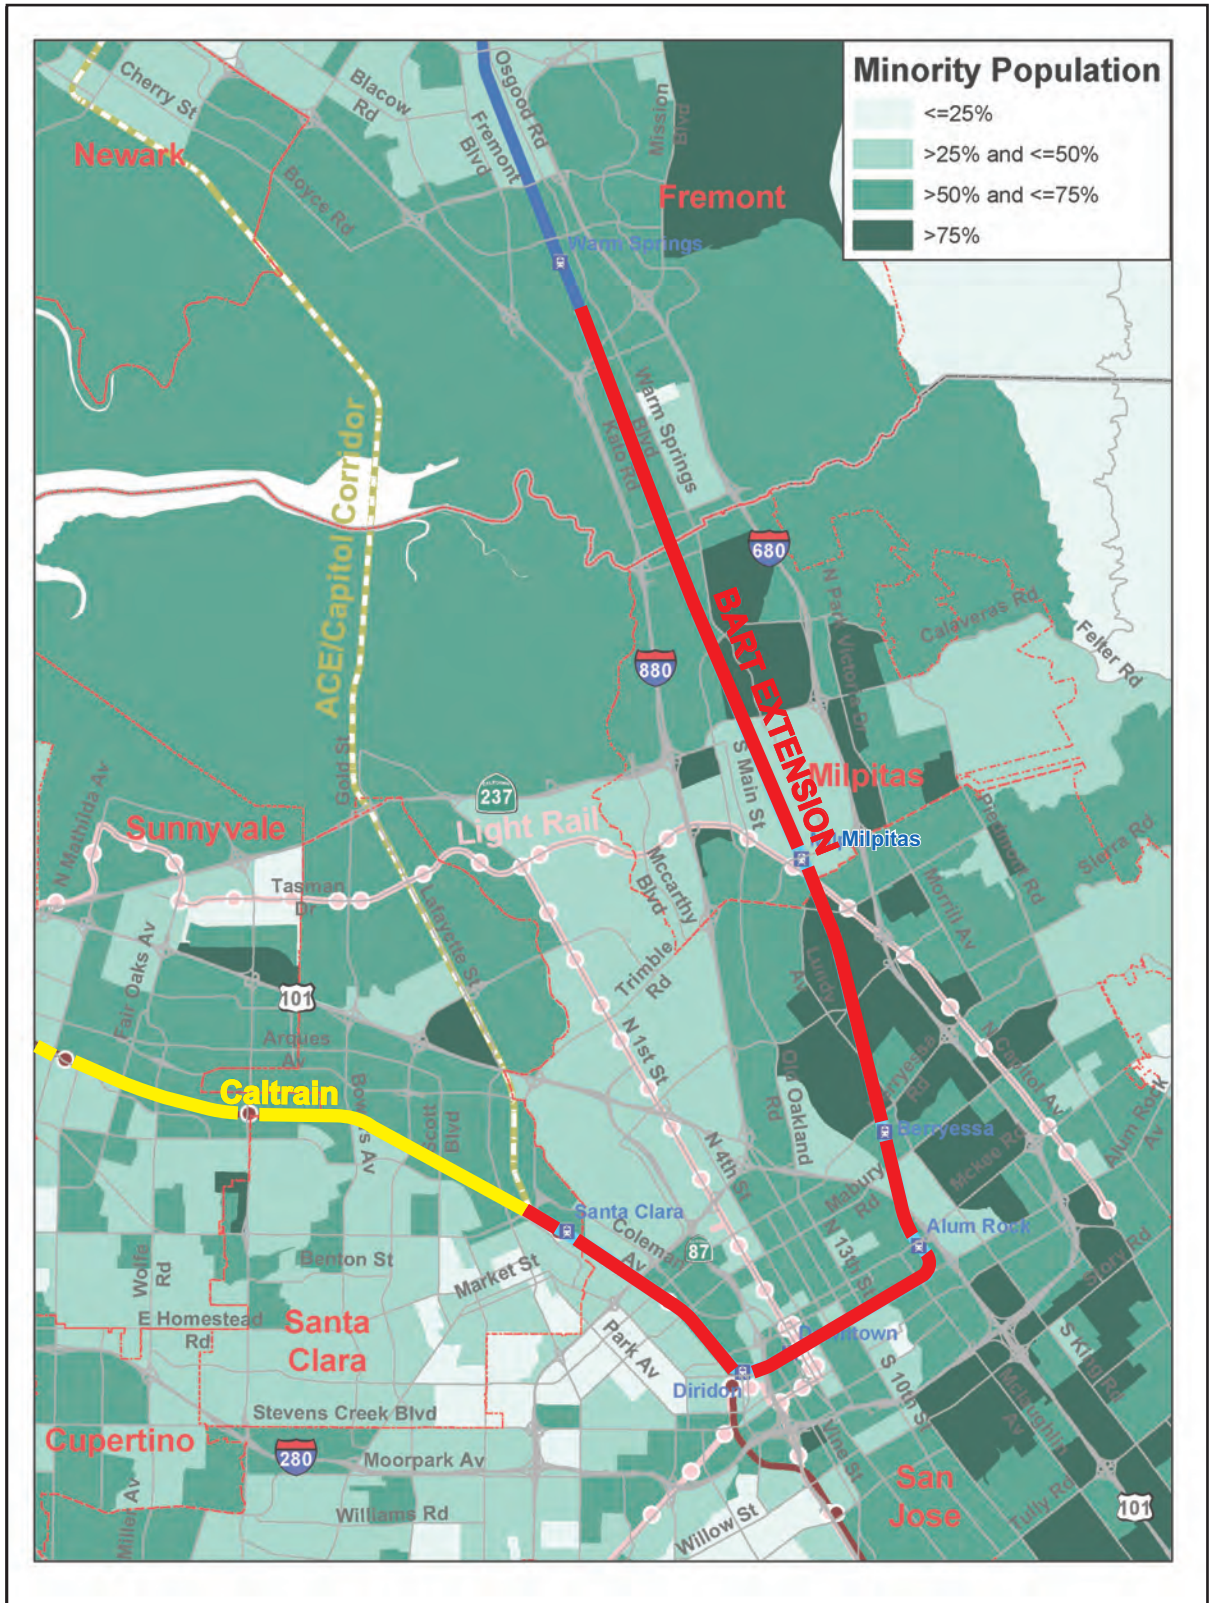 Minority Population
<=25%
>25% and <=50%
>50% and <=75%
>75%
Cherry St
Blacow
Rd
Osgood Rd
Fremont
Blvd
Mission
Blvd
Newark
Boyce Rd
Fremont
Warm Springs
Warm Springs
Blvd
Kato Rd
ACE/Capitol Corridor
680
N Park Victoria Dr
Calaveras Rd
Felter Rd
BART EXTENSION
880
Gold St
S Main St
Milpitas
237
Light Rail
Milpitas
N Mathilda Av
Sunnyvale
Piedmont Rd
Sierra Rd
Tasman
Dr
Mccarthy
Blvd
Morrill Av
Lafayette St
Fair Oaks Av
Trimble
Rd
Lundy
Av
101
Arques
Av
N 1st St
N Capitol Av
Berryessa
Rd
Old Oakland
Rd
Caltrain
Bowers Av
Scott
Blvd
Berryessa
Alum Rock
Av
N 4th St
Mckee Rd
Mabury
Rd
Santa Clara
Coleman
Av
87
N 13th St
Alum Rock
Story Rd
Wolfe
Rd
Benton St
Market St
E Homestead
Rd
Santa
Clara
Park Av
Downtown
S 10th St
S King Rd
Diridon
Mclaughlin
Av
Stevens Creek Blvd
Cupertino
280
Moorpark Av
Vine St
San
Jose
Miller Av
Williams Rd
Willow St
Tully Rd
101